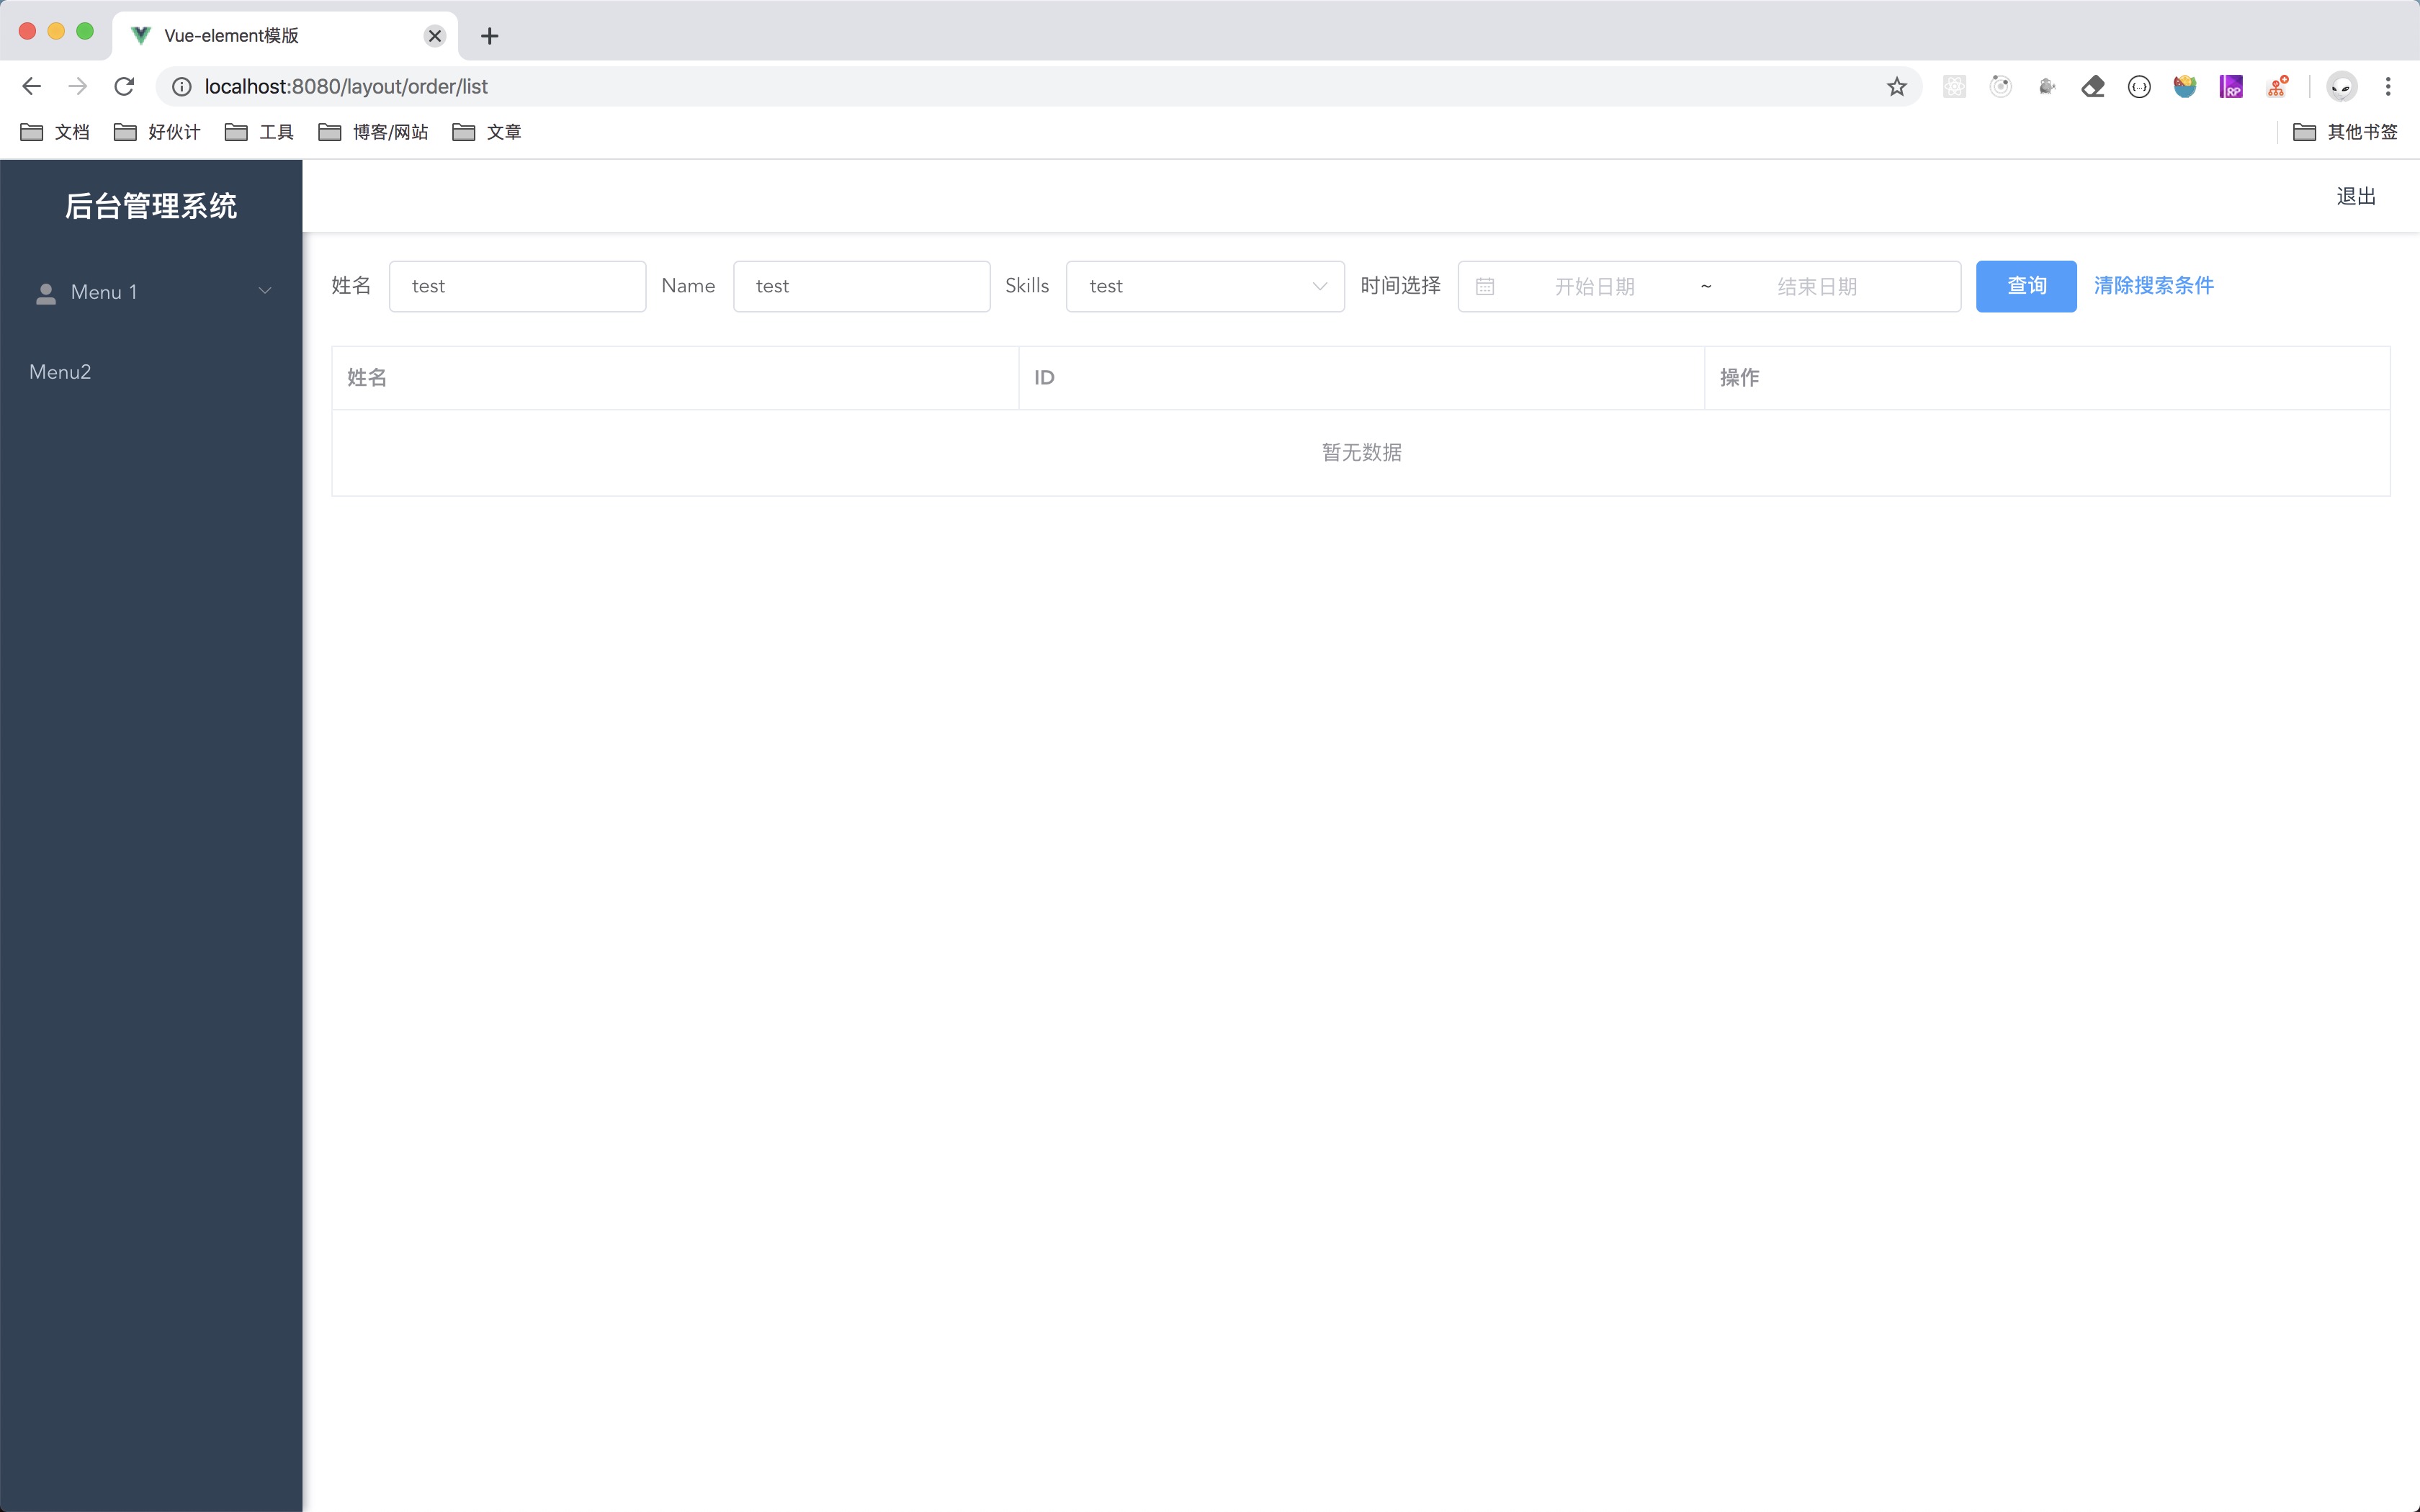 Vue-element模版
localhost:8080/layout/order/list
文档 好伙计 工具 博客/网站 文章 其他书签
后台管理系统
退出
Menu 1
Menu2
姓名 test Name test Skills test 时间选择 开始日期 ~ 结束日期 查询 清除搜索条件
姓名 ID 操作
暂无数据
RP